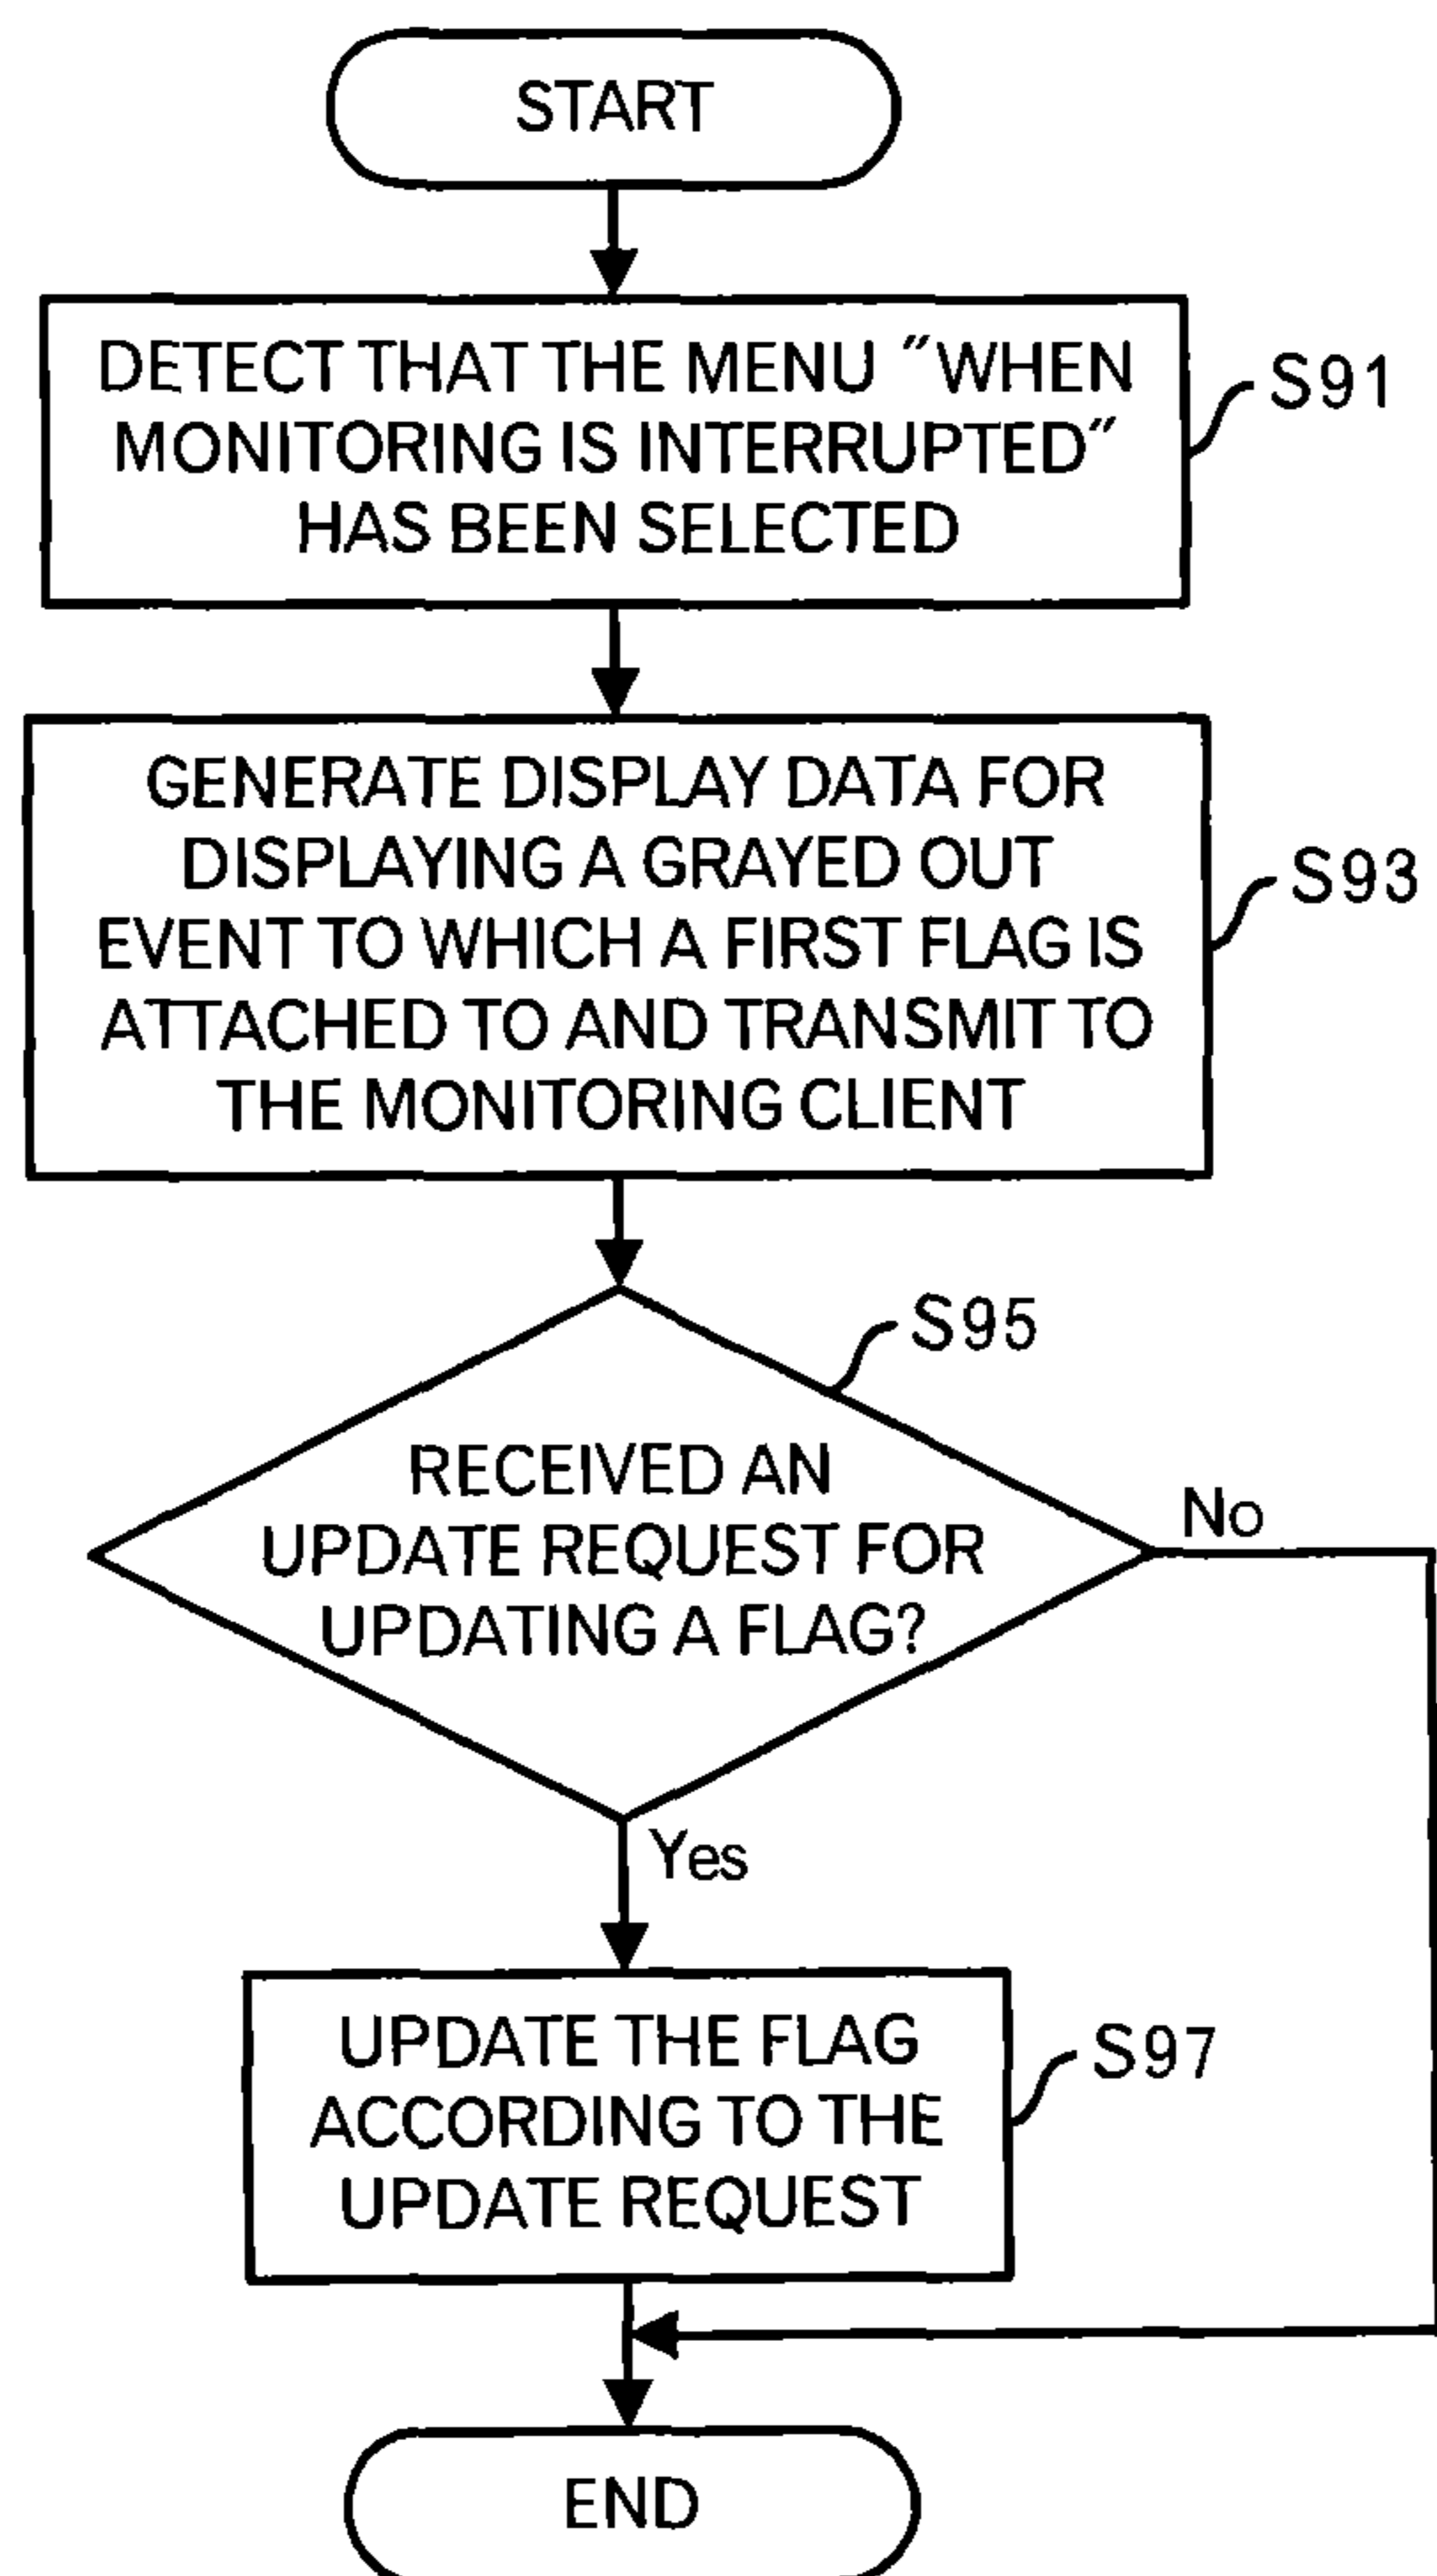 START
DETECT THAT THE MENU "WHEN
MONITORING IS INTERRUPTED"
HAS BEEN SELECTED
S91
GENERATE DISPLAY DATA FOR
DISPLAYING A GRAYED OUT
EVENT TO WHICH A FIRST FLAG IS
ATTACHED TO AND TRANSMIT TO
THE MONITORING CLIENT
S93
S95
RECEIVED AN
UPDATE REQUEST FOR
UPDATING A FLAG?
No
Yes
UPDATE THE FLAG
ACCORDING TO THE
UPDATE REQUEST
S97
END